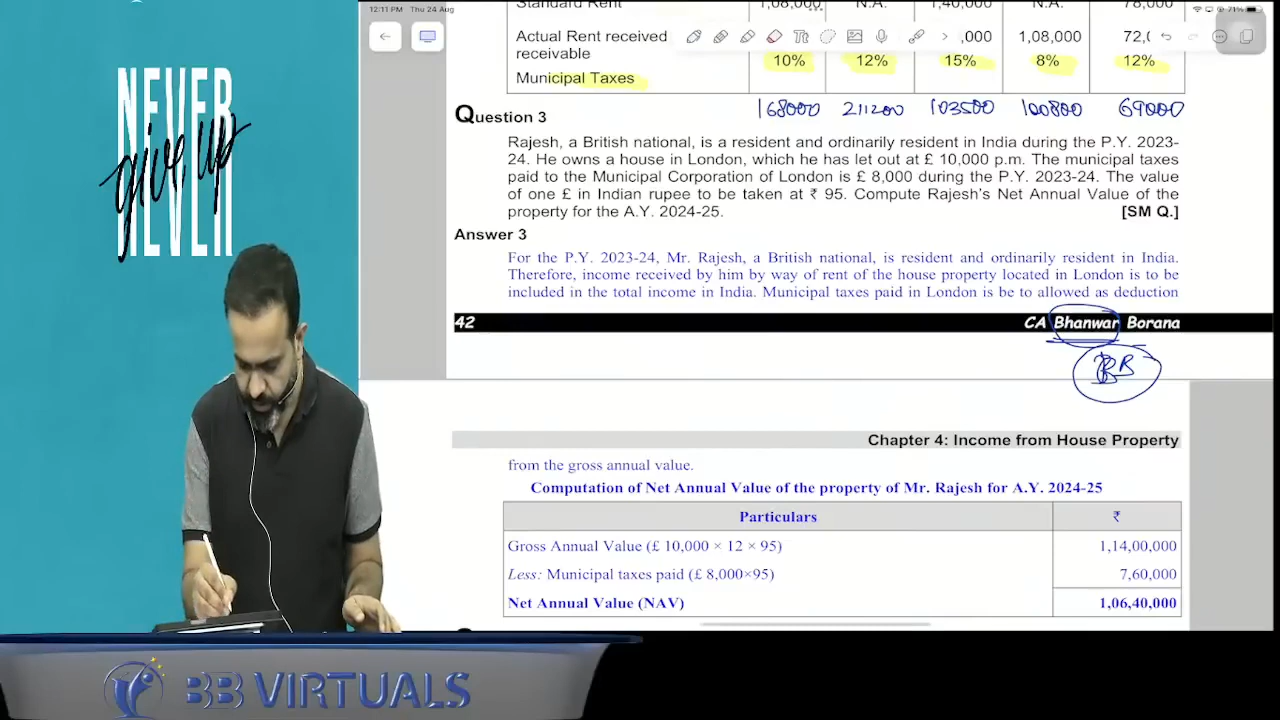 12:11 PM Thu 24 Aug
71%
Standard Rent 1,08,000 N.A. 1,40,000 N.A. 78,000
Actual Rent received ,000 1,08,000 72,(
receivable
10% 12% 15% 8% 12%
Municipal Taxes
168000 211200 103500 100800 69000
Question 3
Rajesh, a British national, is a resident and ordinarily resident in India during the P.Y. 2023-
24. He owns a house in London, which he has let out at £ 10,000 p.m. The municipal taxes
paid to the Municipal Corporation of London is £ 8,000 during the P.Y. 2023-24. The value
of one £ in Indian rupee to be taken at ₹ 95. Compute Rajesh's Net Annual Value of the
property for the A.Y. 2024-25. [SM Q.]
Answer 3
For the P.Y. 2023-24, Mr. Rajesh, a British national, is resident and ordinarily resident in India.
Therefore, income received by him by way of rent of the house property located in London is to be
included in the total income in India. Municipal taxes paid in London is be to allowed as deduction
42 CA Bhanwar Borana
BB
Chapter 4: Income from House Property
from the gross annual value.
Computation of Net Annual Value of the property of Mr. Rajesh for A.Y. 2024-25
Particulars ₹
Gross Annual Value (£ 10,000 × 12 × 95) 1,14,00,000
Less: Municipal taxes paid (£ 8,000×95) 7,60,000
Net Annual Value (NAV) 1,06,40,000
NEVER
give up
NEVER
BB VIRTUALS